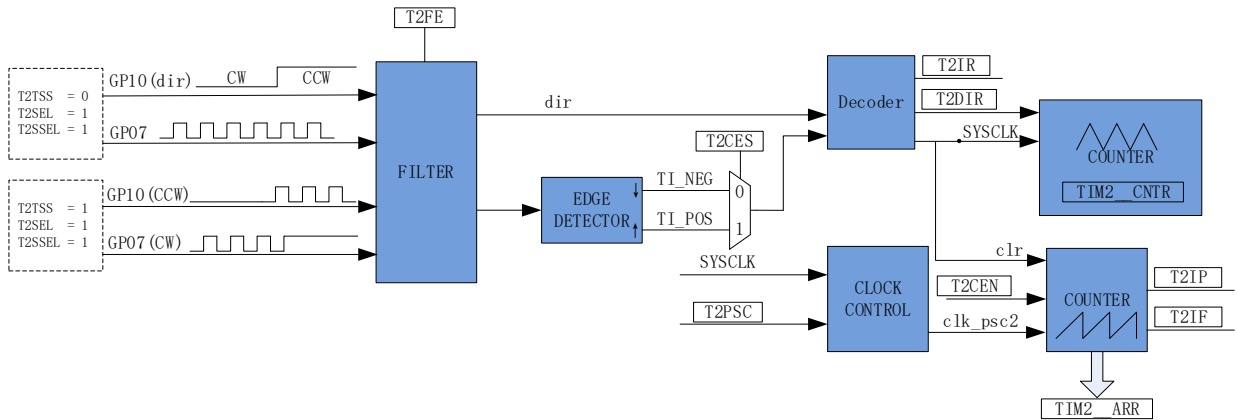 T2FE
GP10(dir)
CW
CCW
T2TSS = 0
T2SEL = 1
T2SSEL = 1
GP07
GP10(CCW)
T2TSS = 1
T2SEL = 1
T2SSEL = 1
GP07(CW)
FILTER
dir
EDGE
DETECTOR
TI_NEG
TI_POS
T2CES
0
1
Decoder
T2IR
T2DIR
SYSCLK
COUNTER
TIM2__CNTR
SYSCLK
T2PSC
CLOCK
CONTROL
clr
T2CEN
clk_psc2
COUNTER
T2IP
T2IF
TIM2__ARR